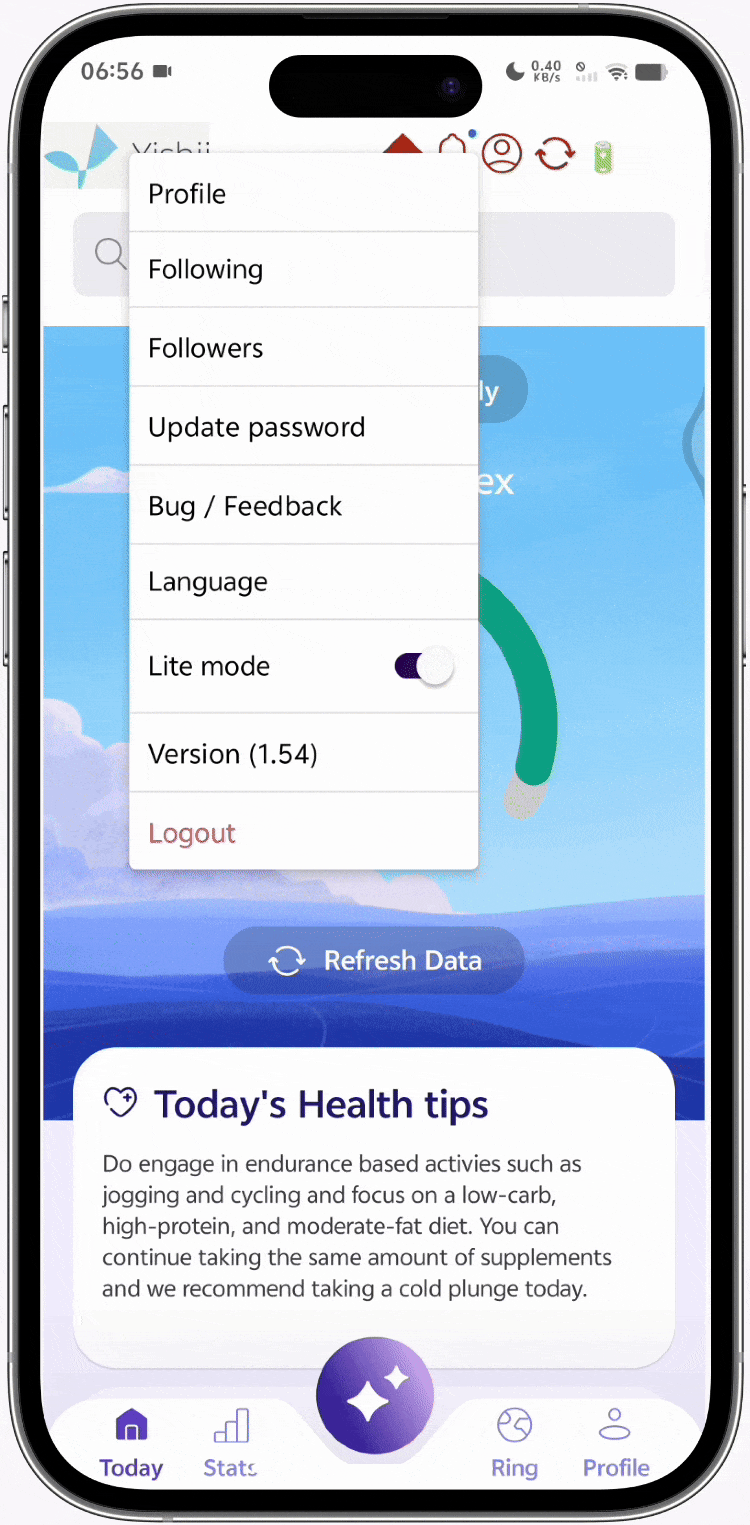 06:56
0.40
KB/s
Profile
Following
Followers
Update password
Bug / Feedback
Language
Lite mode
Version (1.54)
Logout
ly
ex
Refresh Data
Today's Health tips
Do engage in endurance based activies such as
jogging and cycling and focus on a low-carb,
high-protein, and moderate-fat diet. You can
continue taking the same amount of supplements
and we recommend taking a cold plunge today.
Today
Stats
Ring
Profile